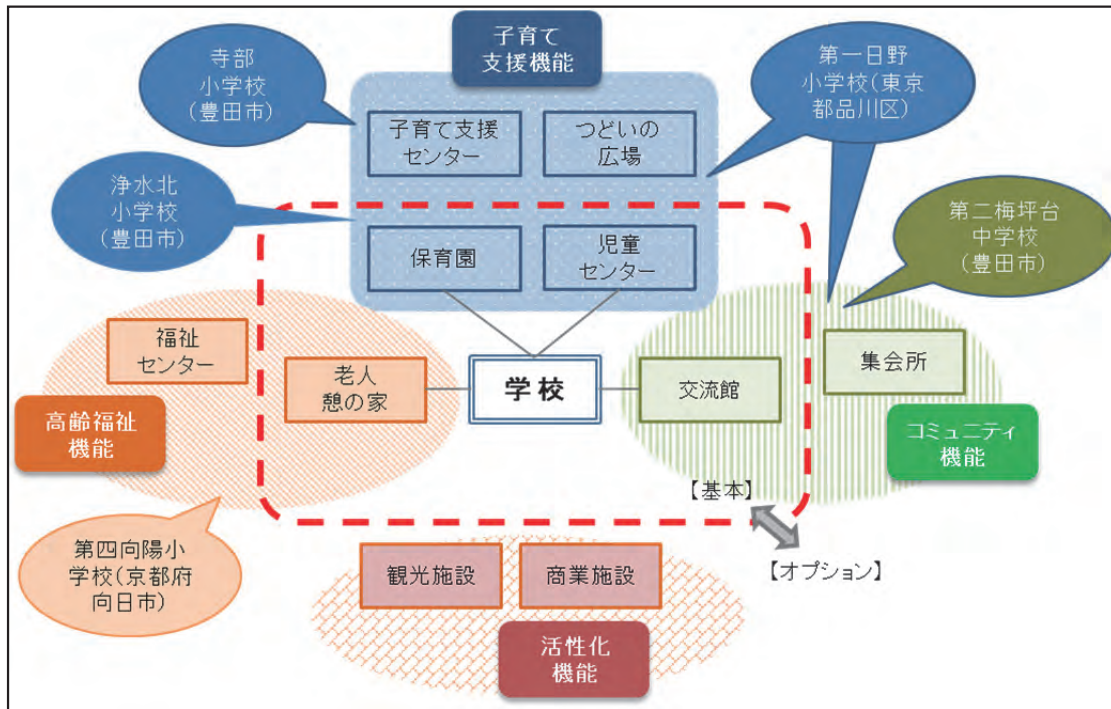 子育て
支援機能
寺部
小学校
(豊田市)
第一日野
小学校(東京
都品川区)
子育て支援
センター
つどいの
広場
浄水北
小学校
(豊田市)
保育園
児童
センター
第二梅坪台
中学校
(豊田市)
福祉
センター
老人
憩の家
学校
交流館
集会所
高齢福祉
機能
コミュニティ
機能
【基本】
【オプション】
第四向陽小
学校(京都府
向日市)
観光施設
商業施設
活性化
機能